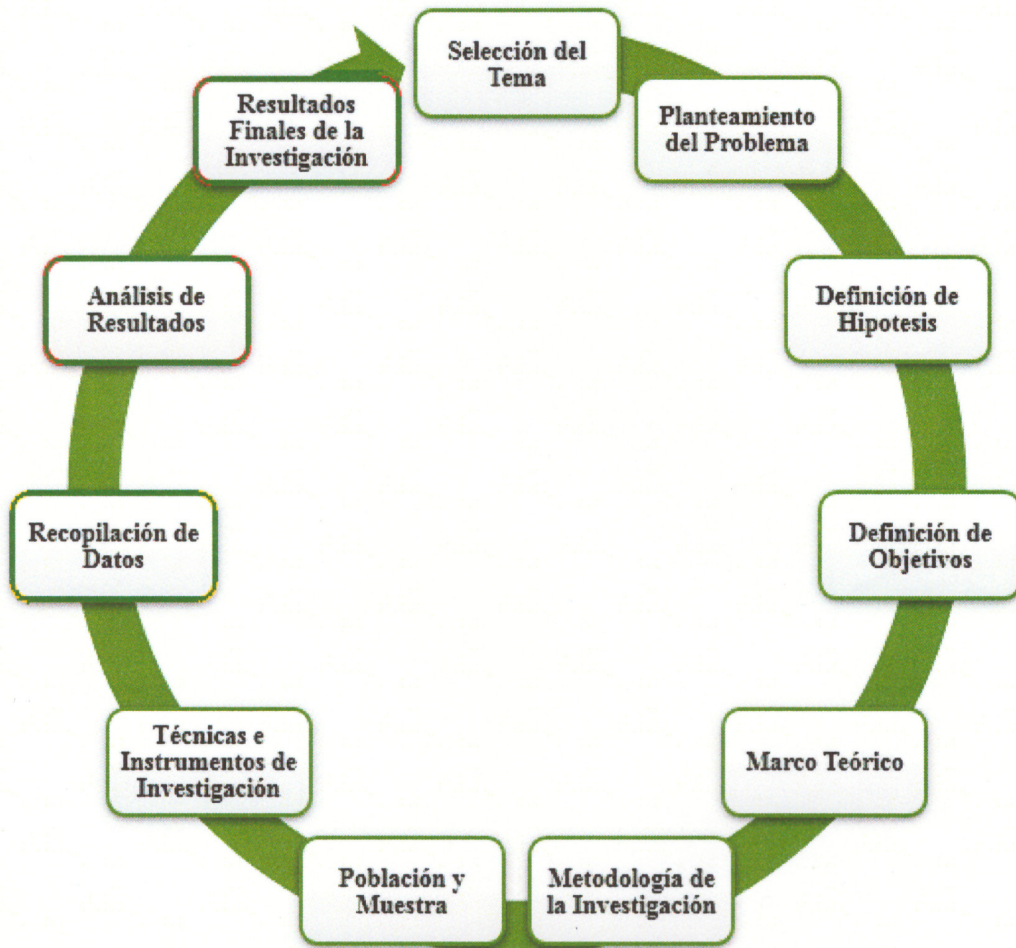 Selección del
Tema
Planteamiento
del Problema
Definición de
Hipotesis
Definición de
Objetivos
Marco Teórico
Metodología de
la Investigación
Población y
Muestra
Técnicas e
Instrumentos de
Investigación
Recopilación de
Datos
Análisis de
Resultados
Resultados
Finales de la
Investigación